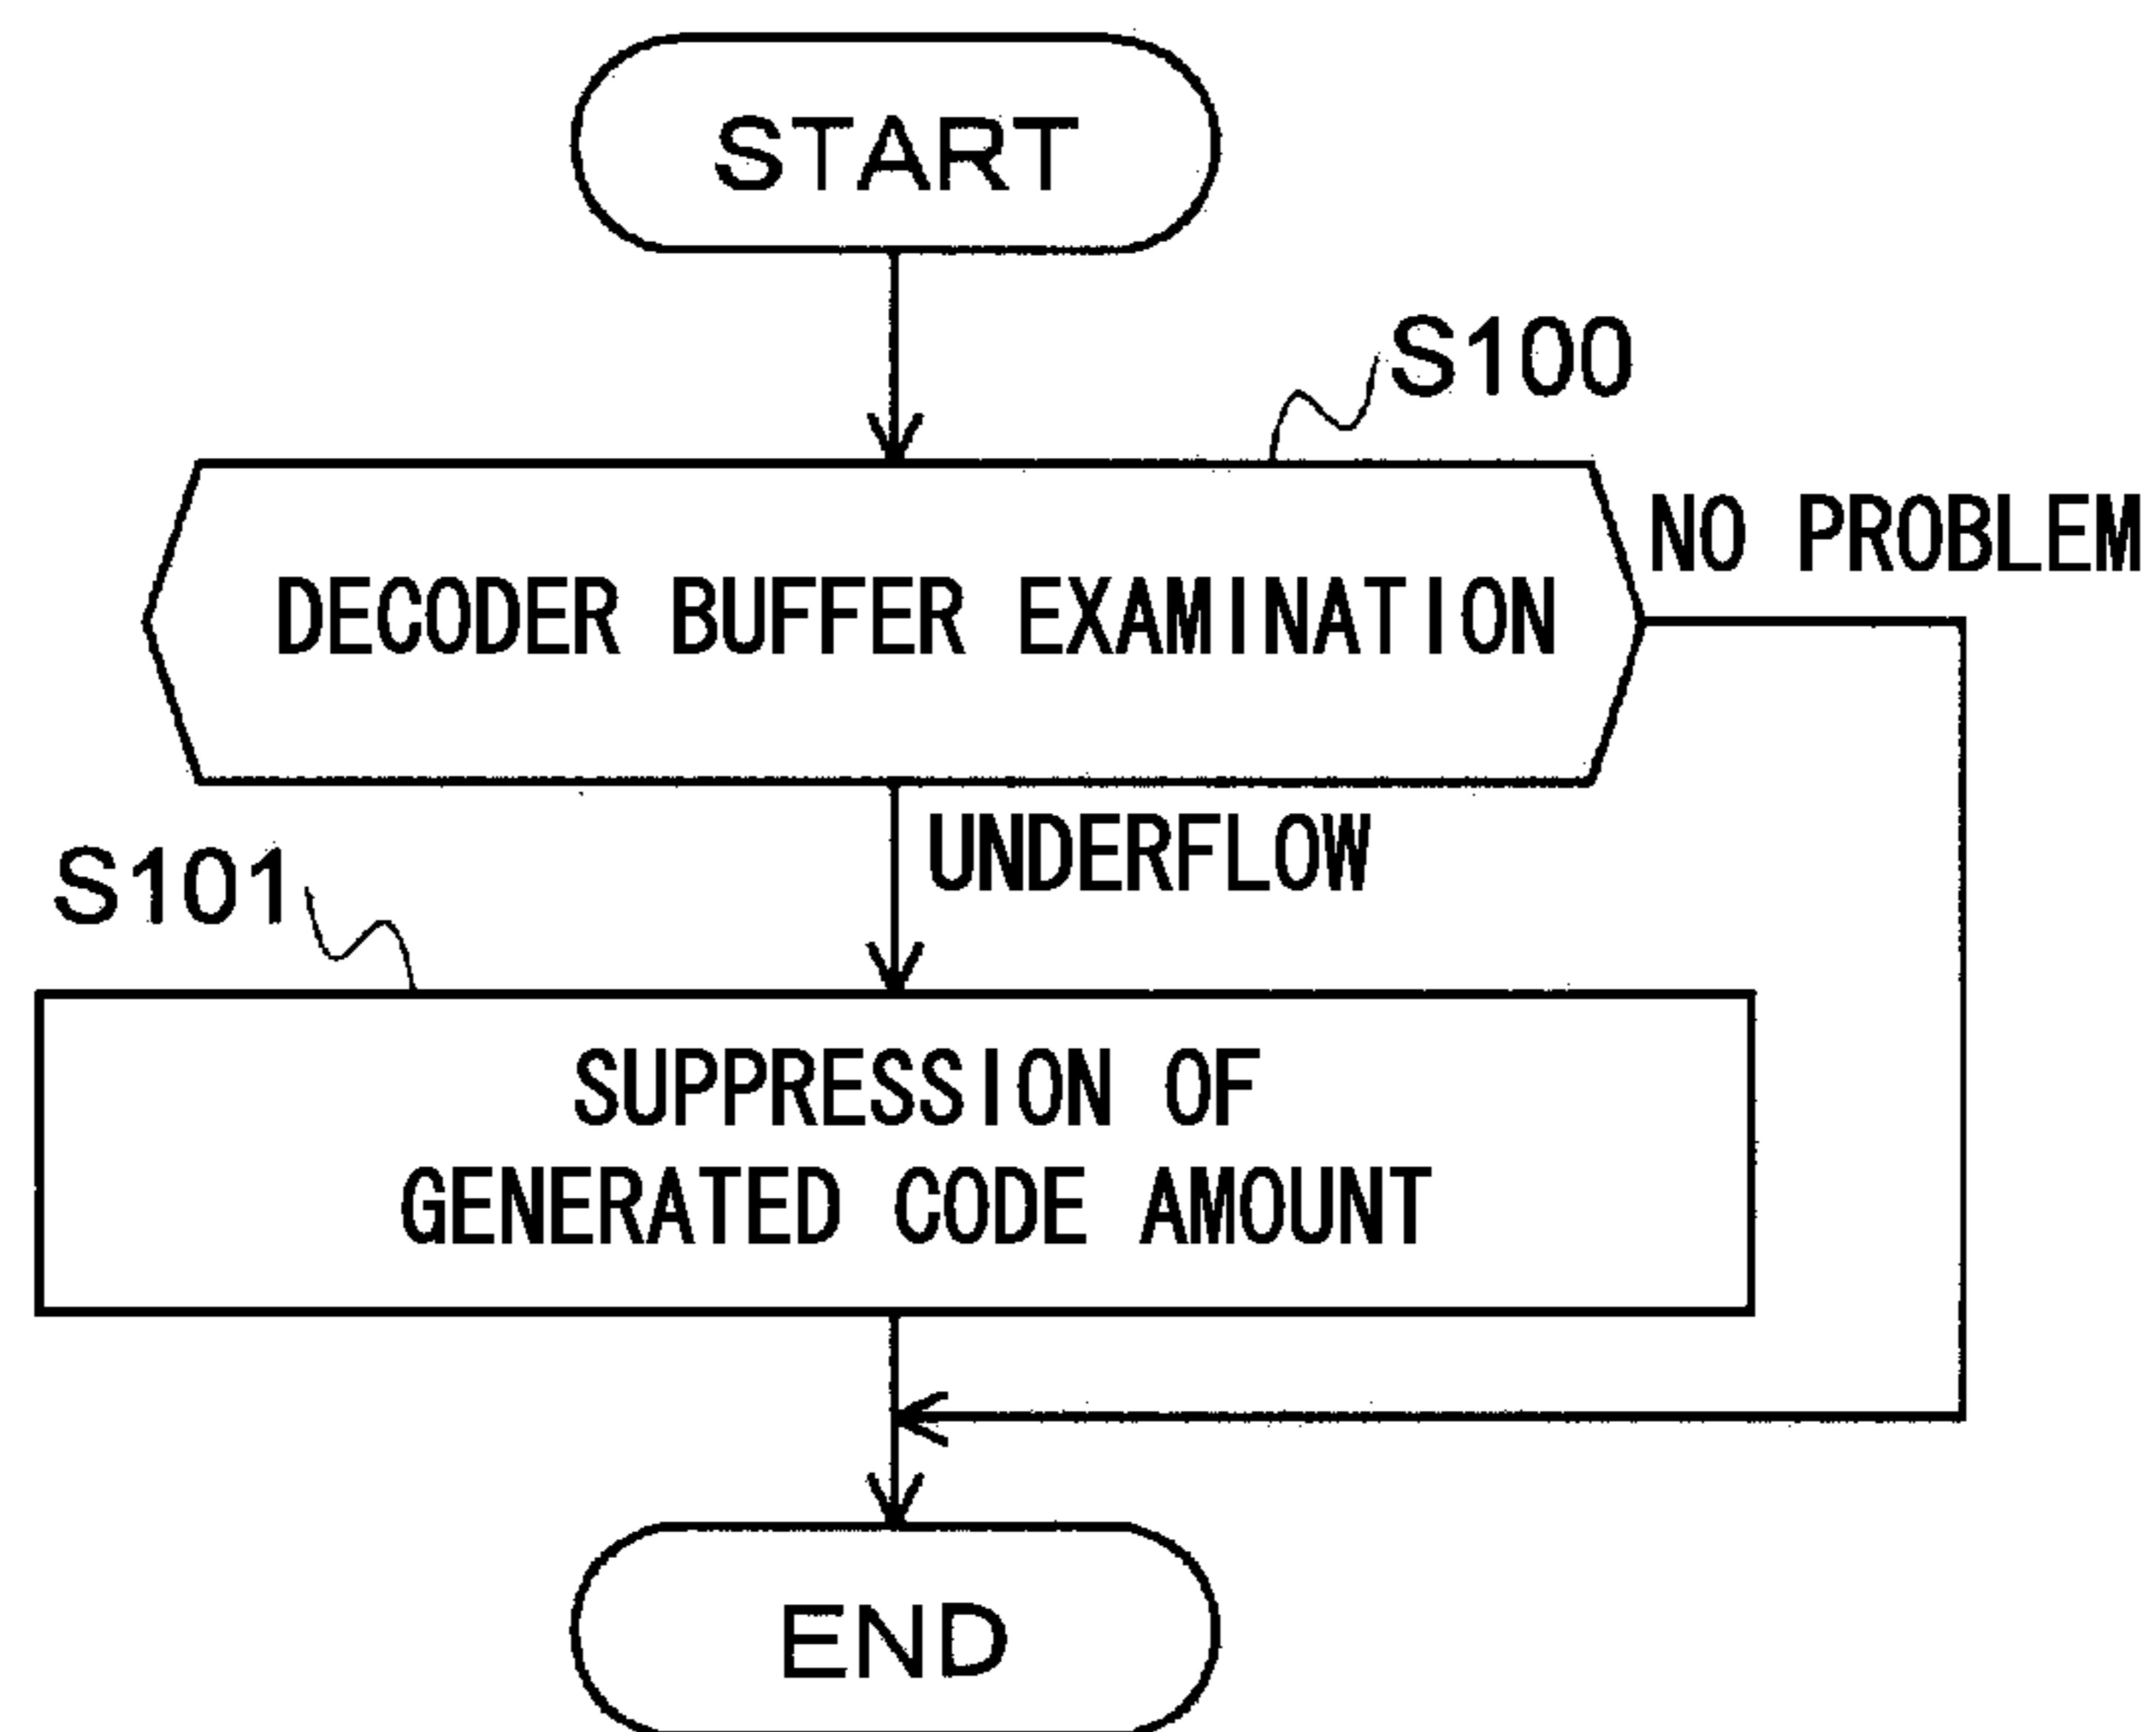 START
S100
NO PROBLEM
DECODER BUFFER EXAMINATION
UNDERFLOW
S101
SUPPRESSION OF
GENERATED CODE AMOUNT
END